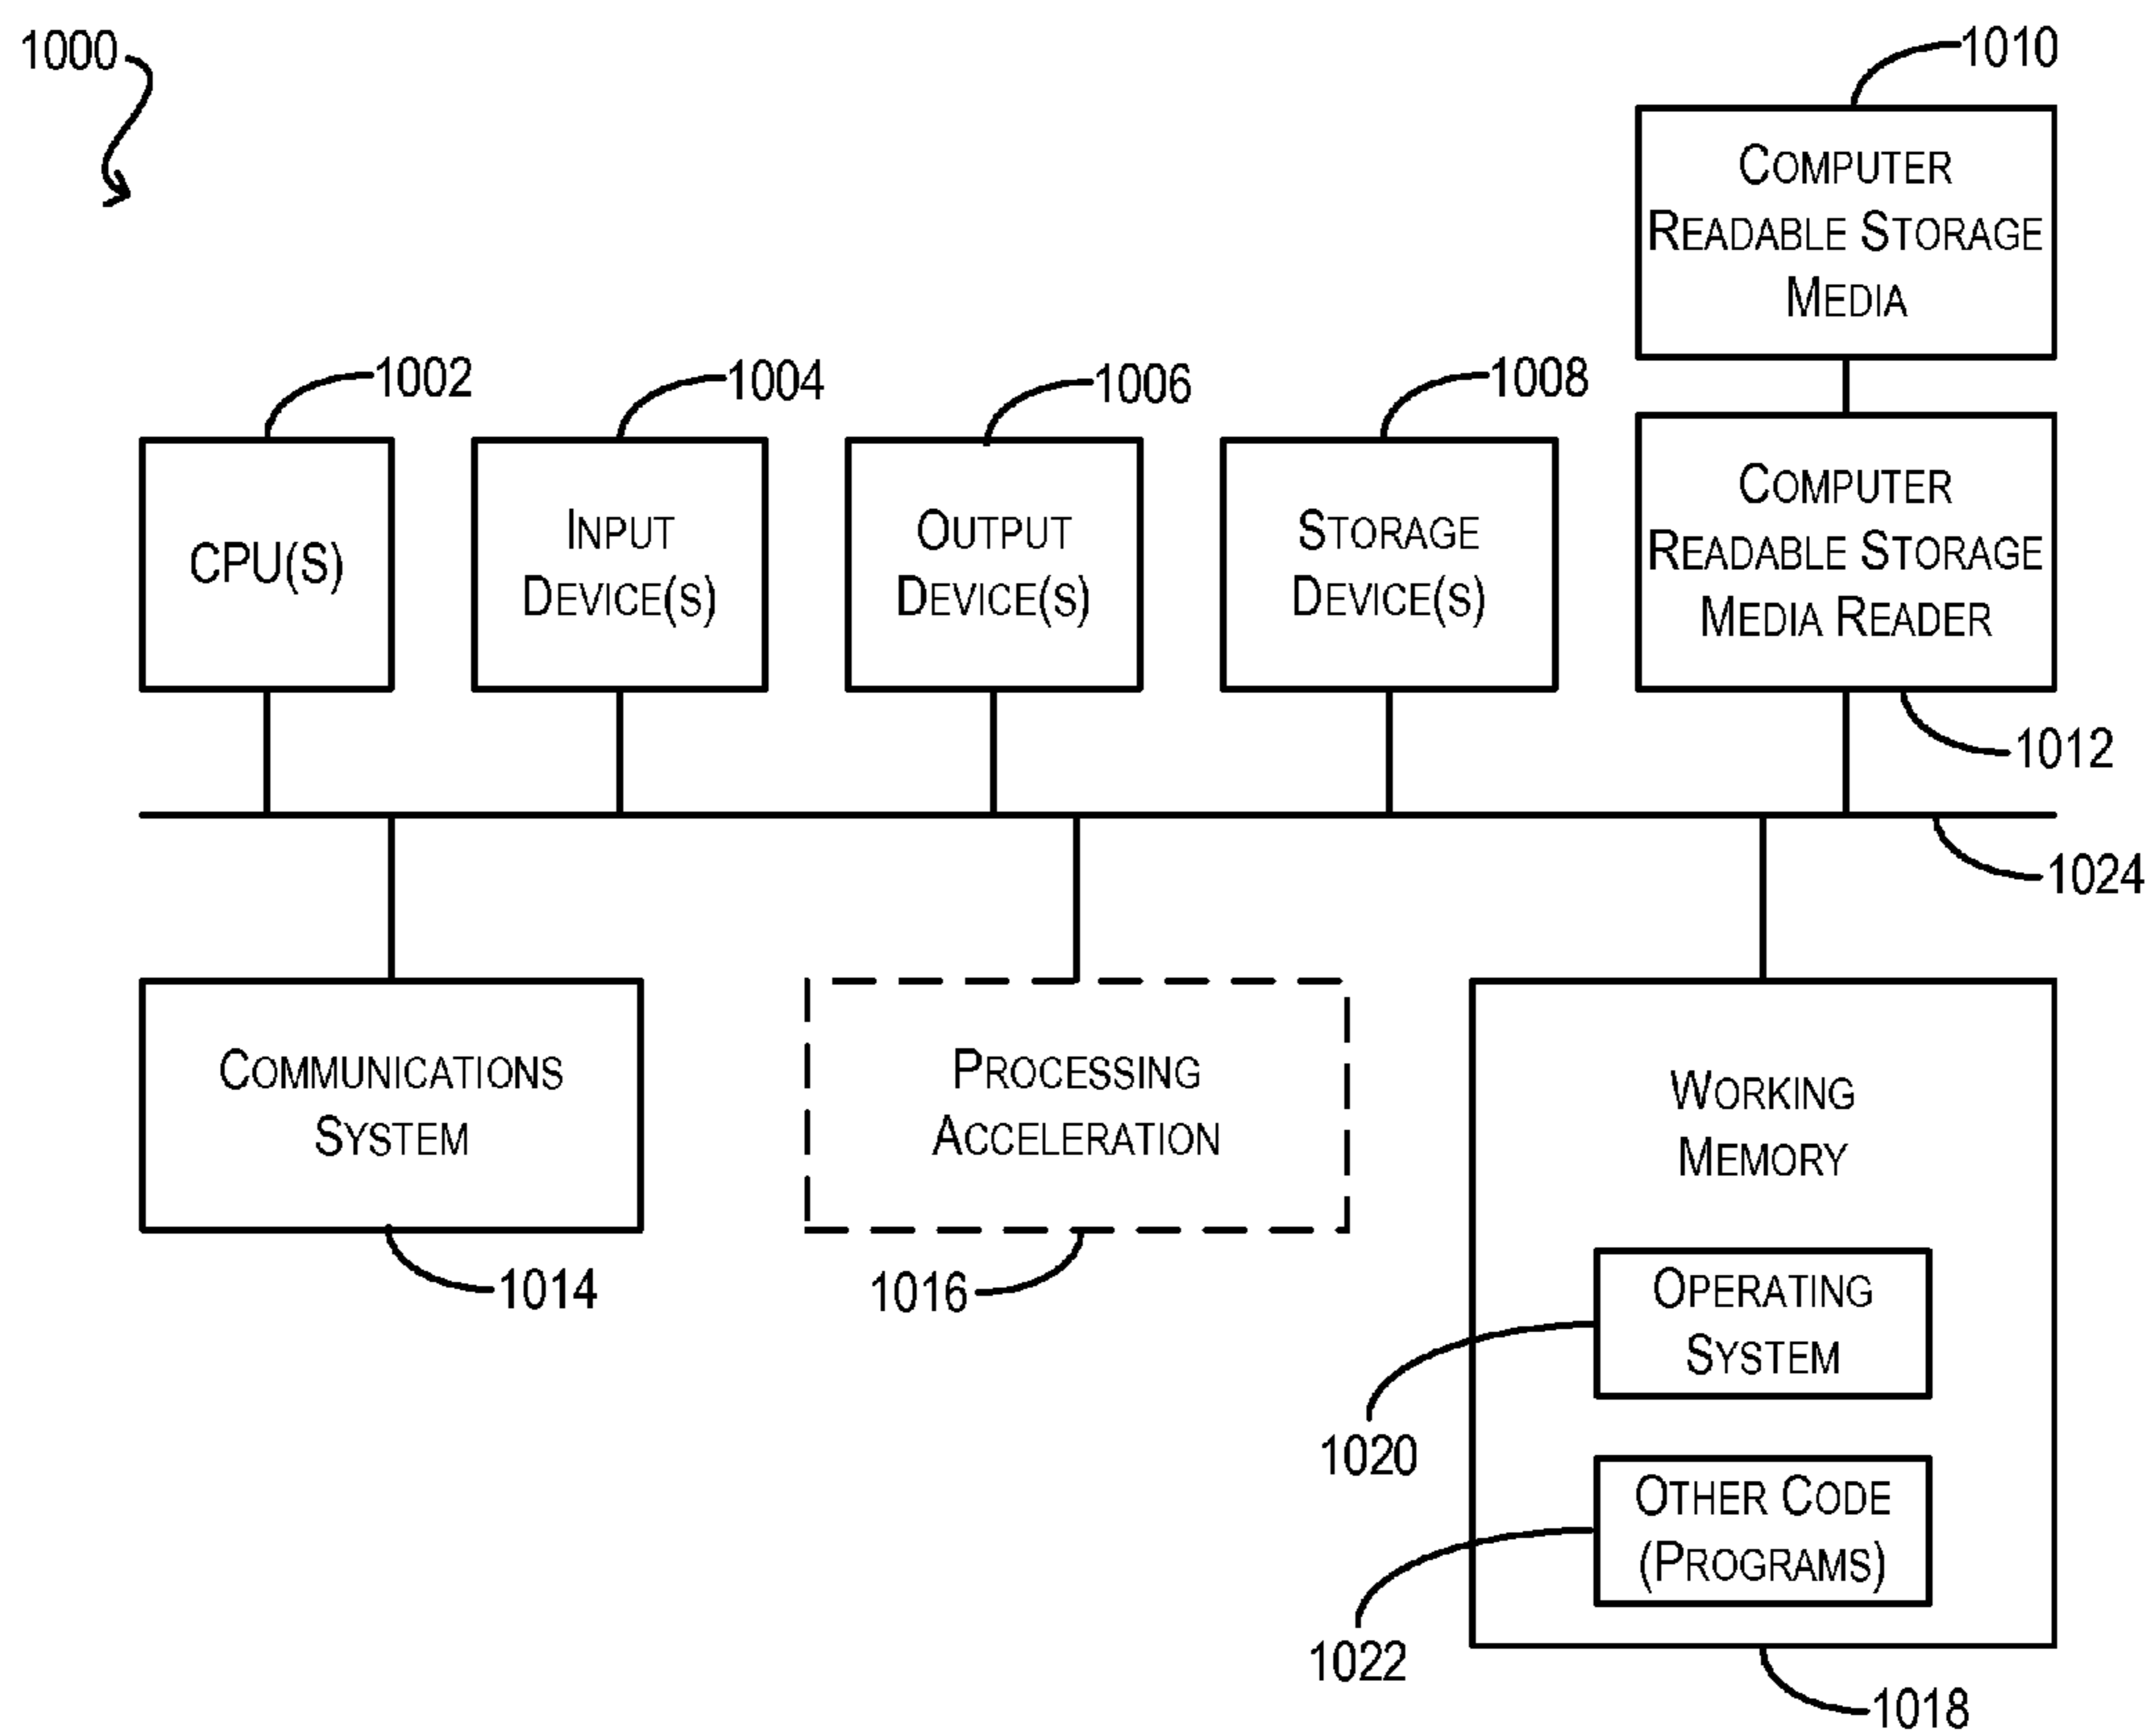 1000
1010
COMPUTER
READABLE STORAGE
MEDIA
1002
1004
1006
1008
CPU(S)
INPUT
DEVICE(S)
OUTPUT
DEVICE(S)
STORAGE
DEVICE(S)
COMPUTER
READABLE STORAGE
MEDIA READER
1012
1024
COMMUNICATIONS
SYSTEM
1014
PROCESSING
ACCELERATION
1016
WORKING
MEMORY
OPERATING
SYSTEM
1020
OTHER CODE
(PROGRAMS)
1022
1018